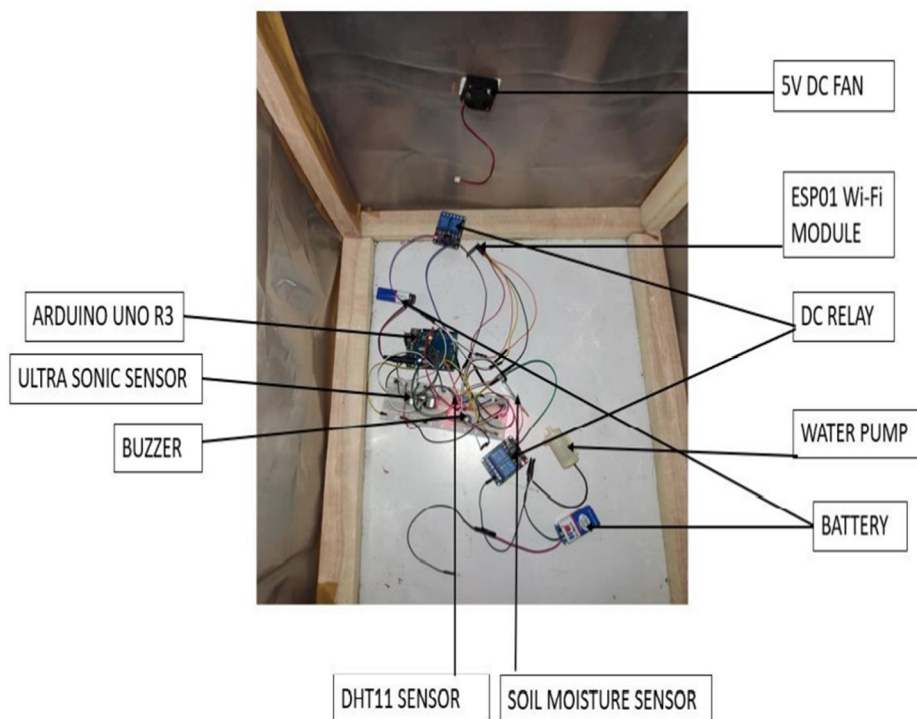 5V DC FAN
ESP01 Wi-Fi
MODULE
ARDUINO UNO R3
DC RELAY
ULTRA SONIC SENSOR
BUZZER
WATER PUMP
BATTERY
DHT11 SENSOR
SOIL MOISTURE SENSOR